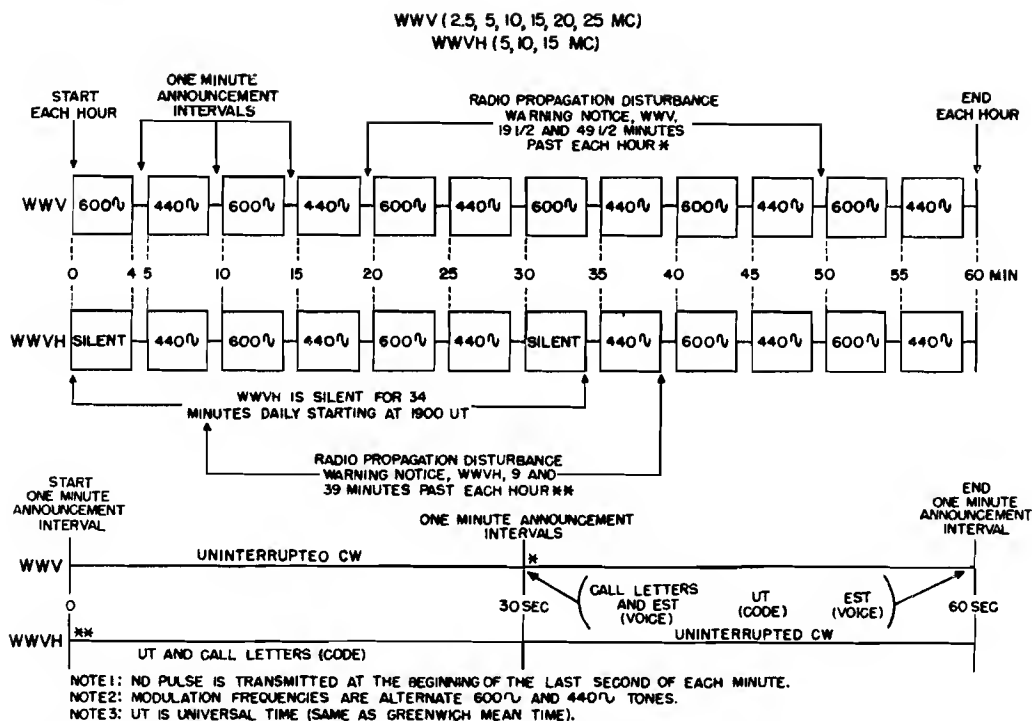 WWV (2.5, 5, 10, 15, 20, 25 MC)
WWVH (5, 10, 15 MC)
START
EACH HOUR
ONE MINUTE
ANNOUNCEMENT
INTERVALS
RADIO PROPAGATION DISTURBANCE
WARNING NOTICE, WWV,
19 1/2 AND 49 1/2 MINUTES
PAST EACH HOUR *
END
EACH HOUR
WWV 600∿ 440∿ 600∿ 440∿ 600∿ 440∿ 600∿ 440∿ 600∿ 440∿ 600∿ 440∿
0 4 5 10 15 20 25 30 35 40 45 50 55 60 MIN
WWVH SILENT 440∿ 600∿ 440∿ 600∿ 440∿ SILENT 440∿ 600∿ 440∿ 600∿ 440∿
WWVH IS SILENT FOR 34
MINUTES DAILY STARTING AT 1900 UT
RADIO PROPAGATION DISTURBANCE
WARNING NOTICE, WWVH, 9 AND
39 MINUTES PAST EACH HOUR **
START
ONE MINUTE
ANNOUNCEMENT
INTERVAL
ONE MINUTE ANNOUNCEMENT
INTERVALS
END
ONE MINUTE
ANNOUNCEMENT
INTERVAL
WWV UNINTERRUPTED CW *
0 30 SEC 60 SEC
CALL LETTERS
AND EST
(VOICE)
UT
(CODE)
EST
(VOICE)
WWVH ** UNINTERRUPTED CW
UT AND CALL LETTERS (CODE)
NOTE 1: NO PULSE IS TRANSMITTED AT THE BEGINNING OF THE LAST SECOND OF EACH MINUTE.
NOTE 2: MODULATION FREQUENCIES ARE ALTERNATE 600∿ AND 440∿ TONES.
NOTE 3: UT IS UNIVERSAL TIME (SAME AS GREENWICH MEAN TIME).